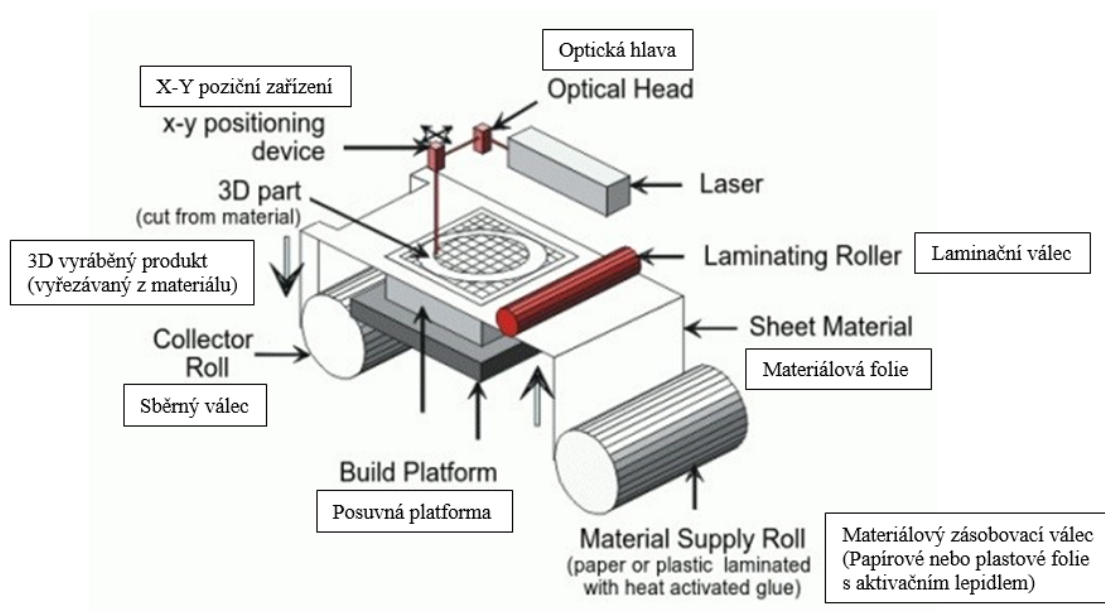 Optická hlava
Optical Head
X-Y poziční zařízení
x-y positioning
device
Laser
3D part
(cut from material)
3D vyráběný produkt
(vyřezávaný z materiálu)
Laminating Roller
Laminační válec
Collector
Roll
Sběrný válec
Sheet Material
Materiálová folie
Build Platform
Posuvná platforma
Material Supply Roll
(paper or plastic laminated
with heat activated glue)
Materiálový zásobovací válec
(Papírové nebo plastové folie
s aktivačním lepidlem)